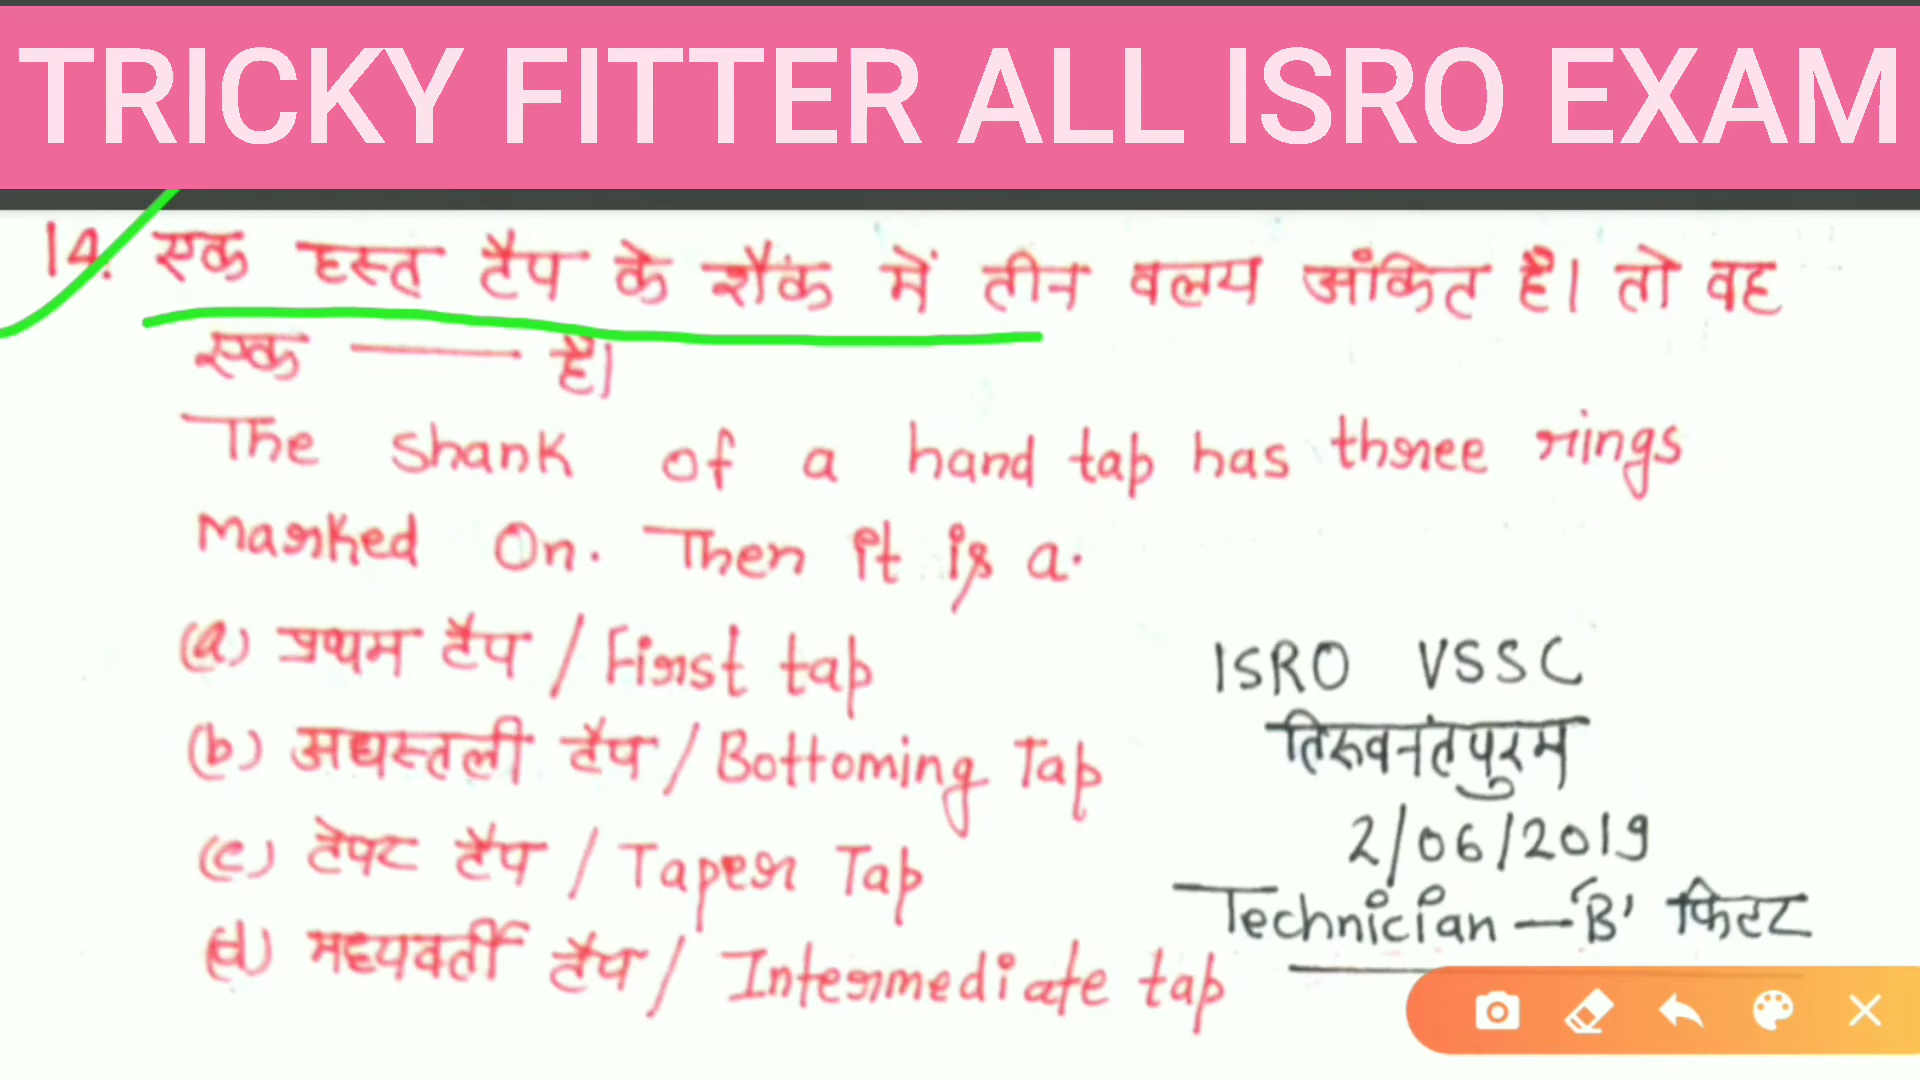 TRICKY FITTER ALL ISRO EXAM
14. एक हस्त टैप के शैंक में तीन वलय अंकित है। तो वह
एक ——— है।
The shank of a hand tap has three rings
Marked On. Then it is a.
(a) प्रथम टैप / First tap
(b) अधस्तली टैप / Bottoming Tap
(c) टेपर टैप / Taper Tap
(d) मध्यवर्ती टैप / Intermediate tap
ISRO VSSC
तिरुवनंतपुरम
2/06/2019
Technician — 'B' फिटर